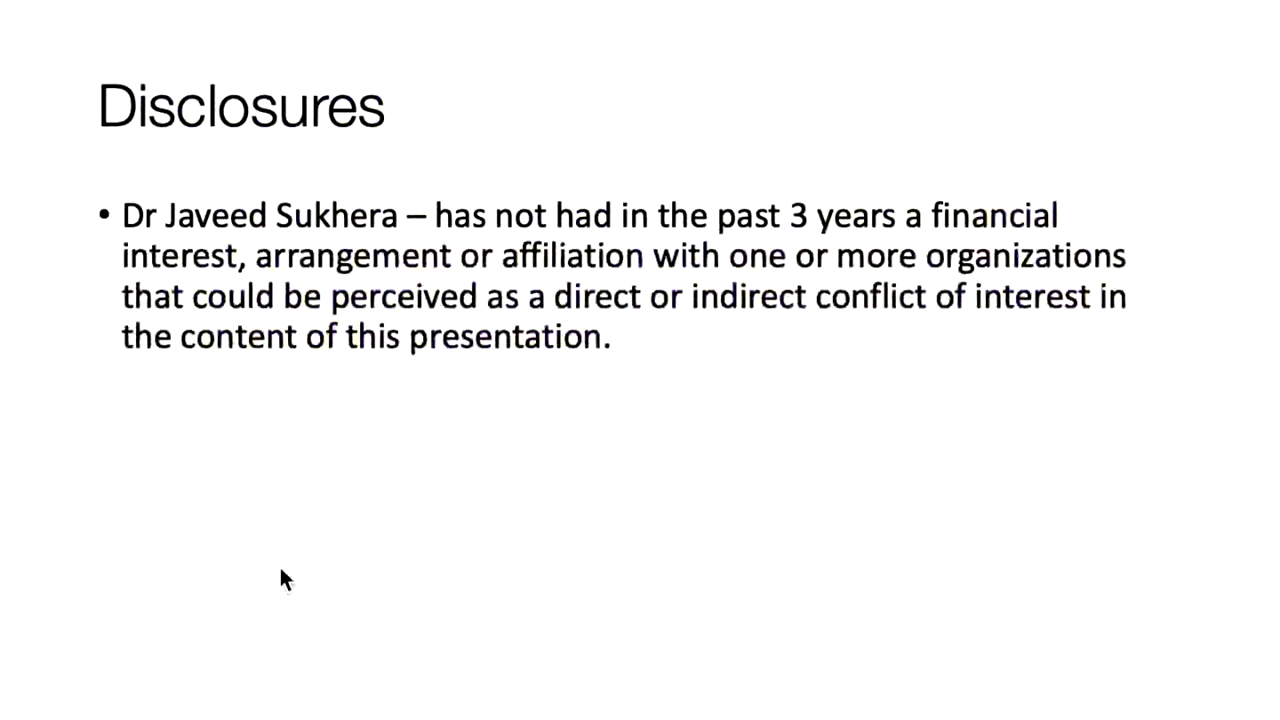 Disclosures
• Dr Javeed Sukhera – has not had in the past 3 years a financial
interest, arrangement or affiliation with one or more organizations
that could be perceived as a direct or indirect conflict of interest in
the content of this presentation.